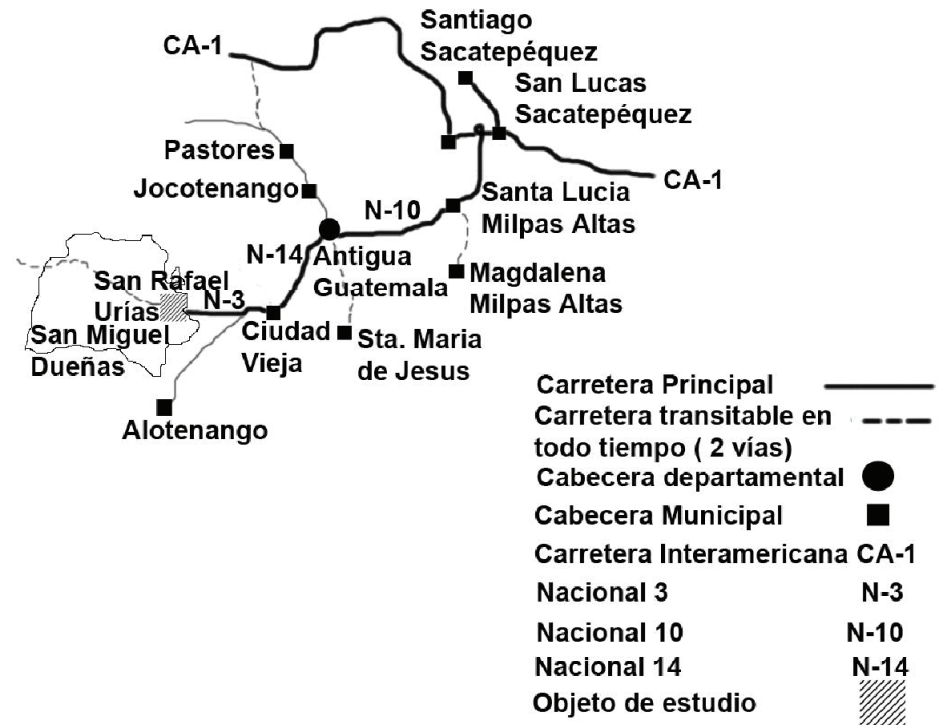 Santiago
Sacatepéquez
CA-1
San Lucas
Sacatepéquez
Pastores
CA-1
Jocotenango
Santa Lucia
Milpas Altas
N-10
N-14
Antigua
Guatemala
Magdalena
Milpas Altas
San Rafael
Urías
N-3
San Miguel
Dueñas
Ciudad
Vieja
Sta. Maria
de Jesus
Alotenango
Carretera Principal
Carretera transitable en
todo tiempo ( 2 vías)
Cabecera departamental
Cabecera Municipal
Carretera Interamericana CA-1
Nacional 3 N-3
Nacional 10 N-10
Nacional 14 N-14
Objeto de estudio